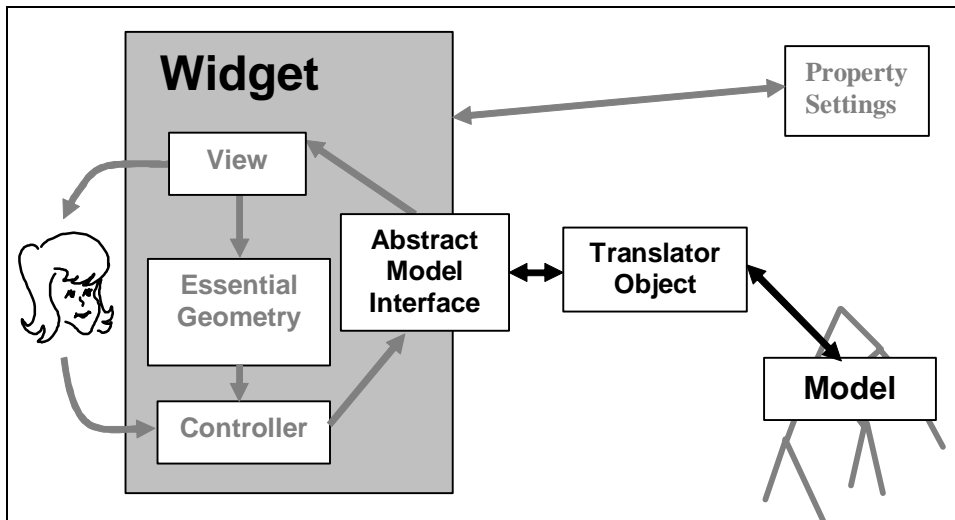 Widget
Property
Settings
View
Abstract
Model
Interface
Translator
Object
Essential
Geometry
Controller
Model